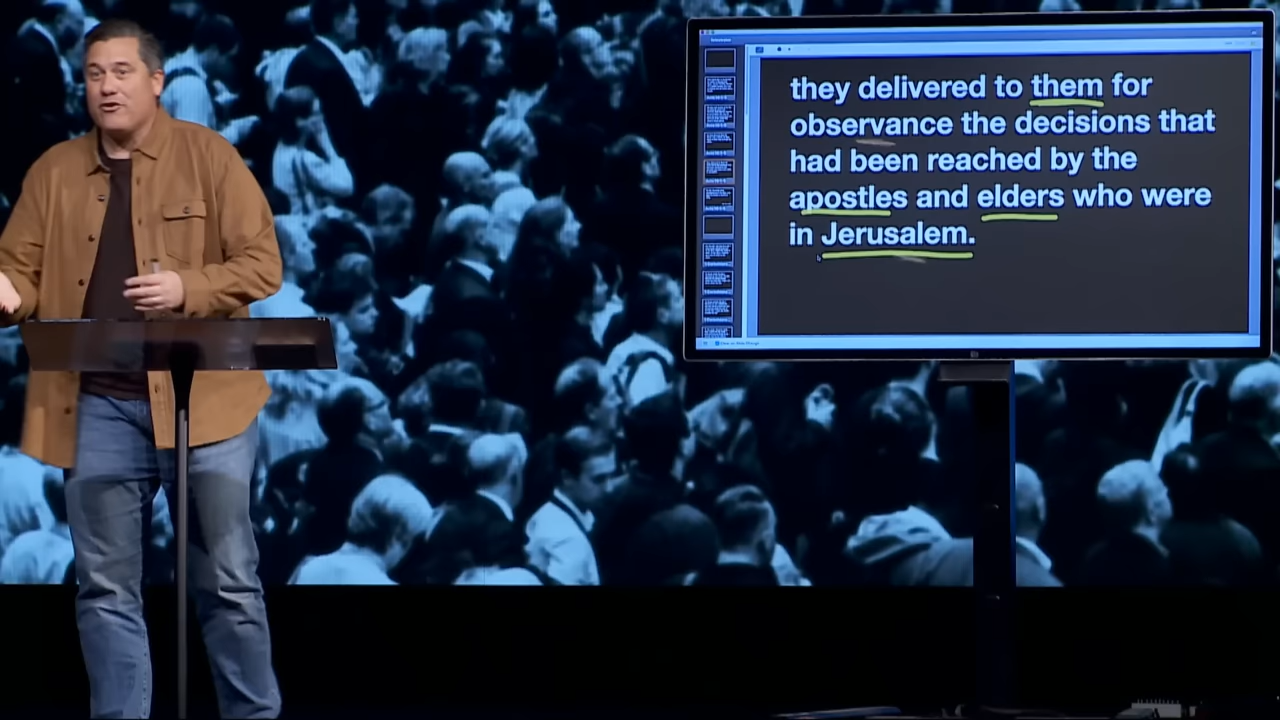 they delivered to them for
observance the decisions that
had been reached by the
apostles and elders who were
in Jerusalem.